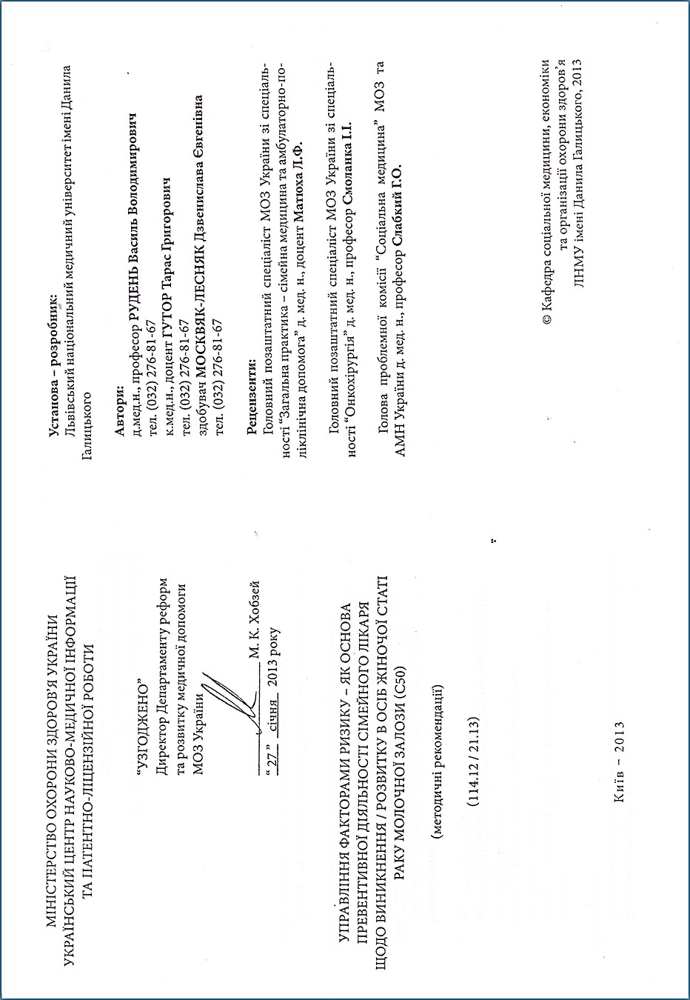 МІНІСТЕРСТВО ОХОРОНИ ЗДОРОВ'Я УКРАЇНИ
УКРАЇНСЬКИЙ ЦЕНТР НАУКОВО-МЕДИЧНОЇ ІНФОРМАЦІЇ
ТА ПАТЕНТНО-ЛІЦЕНЗІЙНОЇ РОБОТИ
“УЗГОДЖЕНО”
Директор Департаменту реформ
та розвитку медичної допомоги
МОЗ України
М. К. Хобзей
“ 27 ” січня 2013 року
УПРАВЛІННЯ ФАКТОРАМИ РИЗИКУ – ЯК ОСНОВА
ПРЕВЕНТИВНОЇ ДІЯЛЬНОСТІ СІМЕЙНОГО ЛІКАРЯ
ЩОДО ВИНИКНЕННЯ / РОЗВИТКУ В ОСІБ ЖІНОЧОЇ СТАТІ
РАКУ МОЛОЧНОЇ ЗАЛОЗИ (С50)
(методичні рекомендації)
(114.12 / 21.13)
Київ – 2013
Установа – розробник:
Львівський національний медичний університет імені Данила
Галицького
Автори:
д.мед.н., професор РУДЕНЬ Василь Володимирович
тел. (032) 276-81-67
к.мед.н., доцент ГУТОР Тарас Григорович
тел. (032) 276-81-67
здобувач МОСКВЯК-ЛЕСНЯК Дзвенислава Євгенівна
тел. (032) 276-81-67
Рецензенти:
Головний позаштатний спеціаліст МОЗ України зі спеціаль-
ності “Загальна практика – сімейна медицина та амбулаторно-по-
ліклінічна допомога” д. мед. н., доцент Матюха Л.Ф.
Головний позаштатний спеціаліст МОЗ України зі спеціаль-
ності “Онкохірургія” д. мед. н., професор Смоланка І.І.
Голова проблемної комісії “Соціальна медицина” МОЗ та
АМН України д. мед. н., професор Слабкий Г.О.
© Кафедра соціальної медицини, економіки
та організації охорони здоров'я
ЛНМУ імені Данила Галицького, 2013